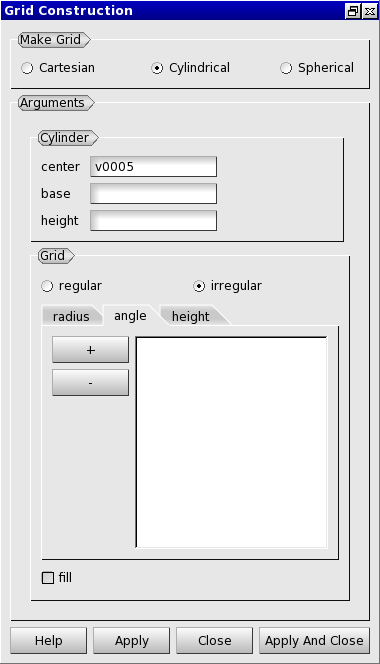 Grid Construction
Make Grid
Cartesian Cylindrical Spherical
Arguments
Cylinder
center v0005
base
height
Grid
regular irregular
radius angle height
+
-
fill
Help Apply Close Apply And Close